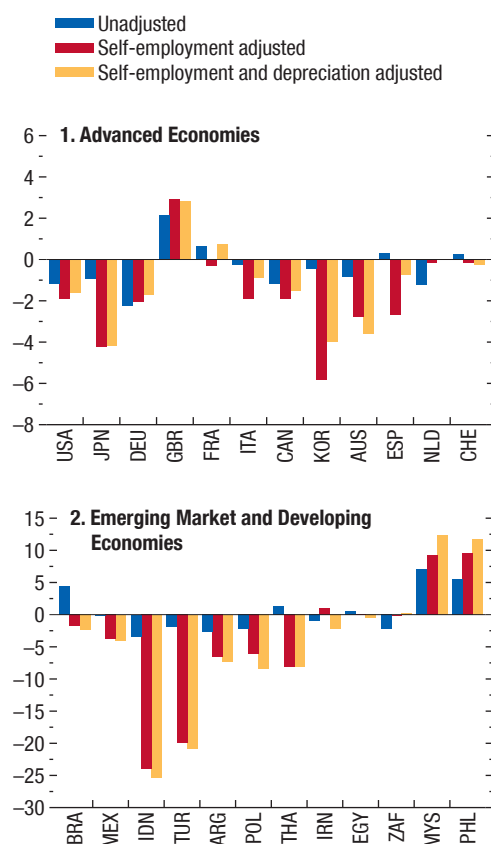 Unadjusted
Self-employment adjusted
Self-employment and depreciation adjusted
1. Advanced Economies
6
4
2
0
–2
–4
–6
–8
USA JPN DEU GBR FRA ITA CAN KOR AUS ESP NLD CHE
2. Emerging Market and Developing
Economies
15
10
5
0
–5
–10
–15
–20
–25
–30
BRA MEX IDN TUR ARG POL THA IRN EGY ZAF MYS PHL